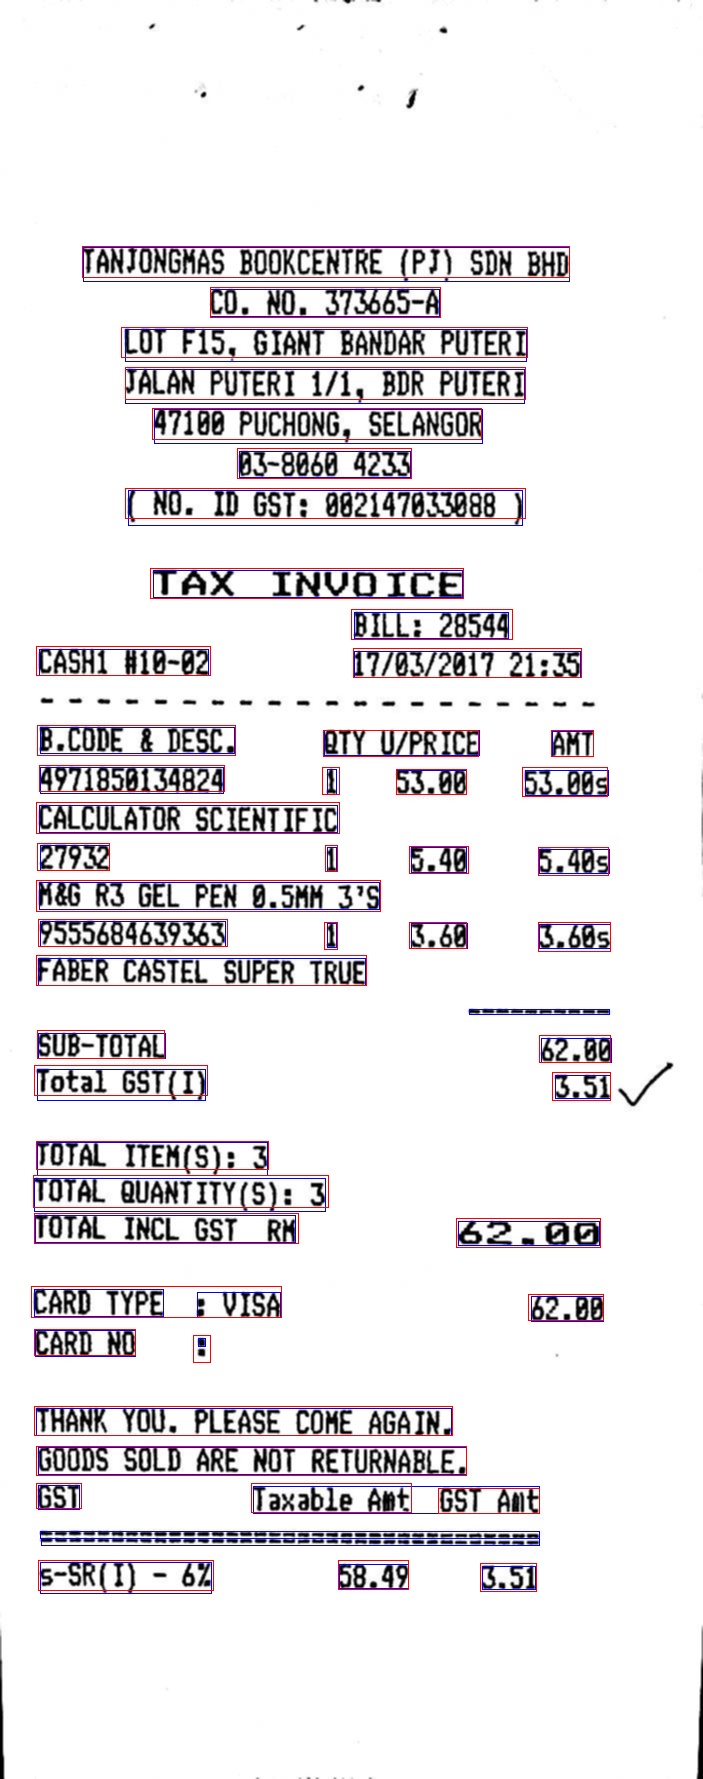 TANJONGMAS BOOKCENTRE (PJ) SDN BHD
CO. NO. 373665-A
LOT F15, GIANT BANDAR PUTERI
JALAN PUTERI 1/1, BDR PUTERI
47100 PUCHONG, SELANGOR
03-8060 4233
( NO. ID GST: 002147033088 )
TAX INVOICE
BILL: 28544
CASH1 #10-02 17/03/2017 21:35
B.CODE & DESC. QTY U/PRICE AMT
4971850134824 1 53.00 53.00s
CALCULATOR SCIENTIFIC
27932 1 5.40 5.40s
M&G R3 GEL PEN 0.5MM 3'S
9555684639363 1 3.60 3.60s
FABER CASTEL SUPER TRUE
SUB-TOTAL 62.00
Total GST(I) 3.51
TOTAL ITEM(S): 3
TOTAL QUANTITY(S): 3
TOTAL INCL GST RM 62.00
CARD TYPE : VISA 62.00
CARD NO :
THANK YOU. PLEASE COME AGAIN.
GOODS SOLD ARE NOT RETURNABLE.
GST Taxable Amt GST Amt
===================================
s-SR(I) - 6% 58.49 3.51